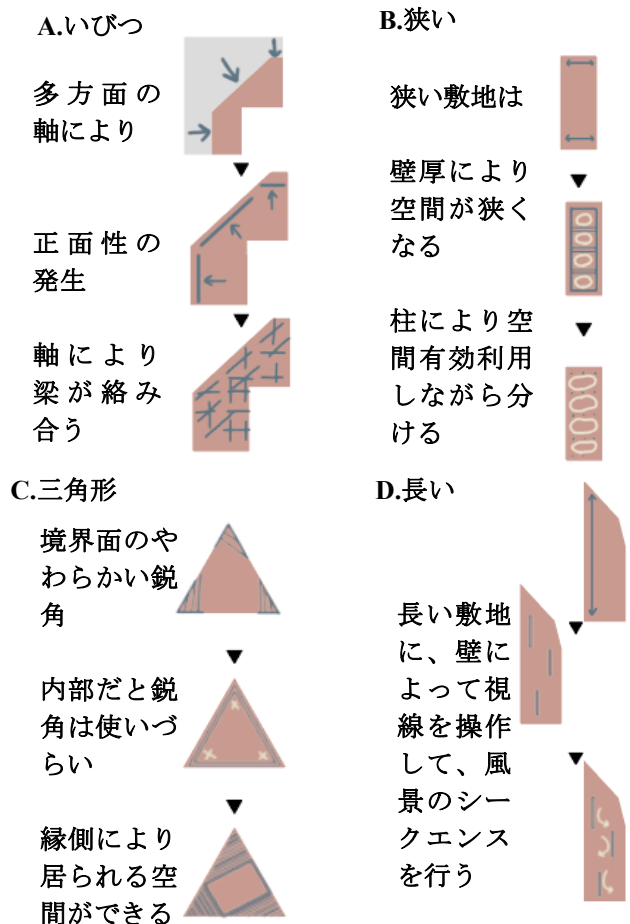 A.いびつ
多方面の
軸により
正面性の
発生
軸により
梁が絡み
合う
B.狭い
狭い敷地は
壁厚により
空間が狭く
なる
柱により空
間有効利用
しながら分
ける
C.三角形
境界面のや
わらかい鋭
角
内部だと鋭
角は使いづ
らい
縁側により
居られる空
間ができる
D.長い
長い敷地
に、壁に
よって視
線を操作
して、風
景のシー
クエンス
を行う